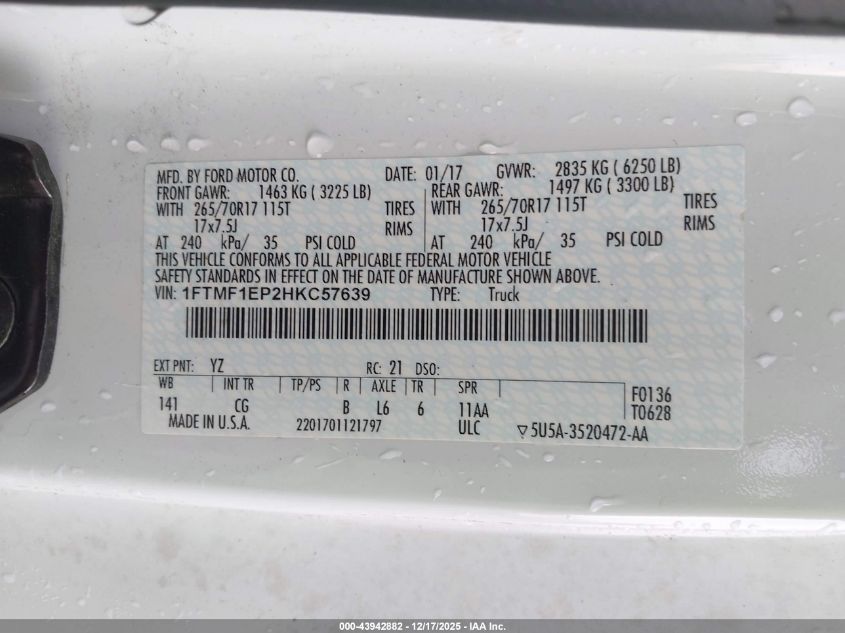 MFD. BY FORD MOTOR CO. DATE: 01/17 GVWR: 2835 KG ( 6250 LB)
FRONT GAWR: 1463 KG ( 3225 LB) REAR GAWR: 1497 KG ( 3300 LB)
WITH 265/70R17 115T TIRES WITH 265/70R17 115T TIRES
17x7.5J RIMS 17x7.5J RIMS
AT 240 kPa/ 35 PSI COLD AT 240 kPa/ 35 PSI COLD
THIS VEHICLE CONFORMS TO ALL APPLICABLE FEDERAL MOTOR VEHICLE
SAFETY STANDARDS IN EFFECT ON THE DATE OF MANUFACTURE SHOWN ABOVE.
VIN: 1FTMF1EP2HKC57639 TYPE: Truck
EXT PNT: YZ RC: 21 DSO:
WB INT TR TP/PS R AXLE TR SPR F0136
141 CG B L6 6 11AA T0628
MADE IN U.S.A. 2201701121797 ULC ▽5U5A-3520472-AA
000-43942882 - 12/17/2025 - IAA Inc.